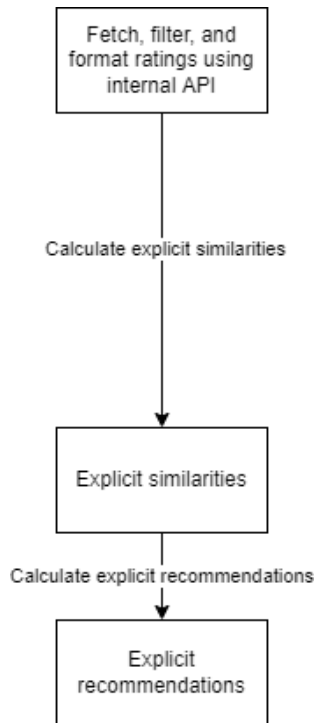 Fetch, filter, and
format ratings using
internal API
Calculate explicit similarities
Explicit similarities
Calculate explicit recommendations
Explicit
recommendations